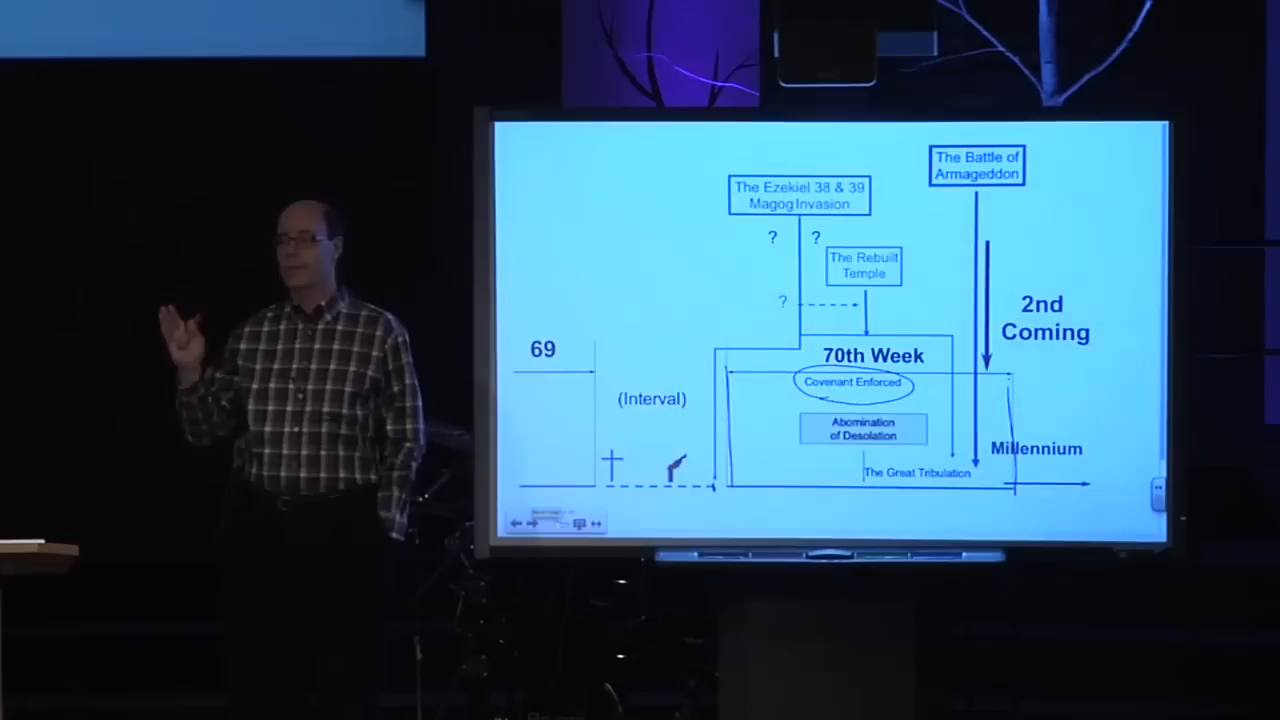 The Battle of
Armageddon
The Ezekiel 38 & 39
Magog Invasion
?
?
The Rebuilt
Temple
?
2nd
Coming
69
70th Week
Covenant Enforced
(Interval)
Abomination
of Desolation
Millennium
The Great Tribulation